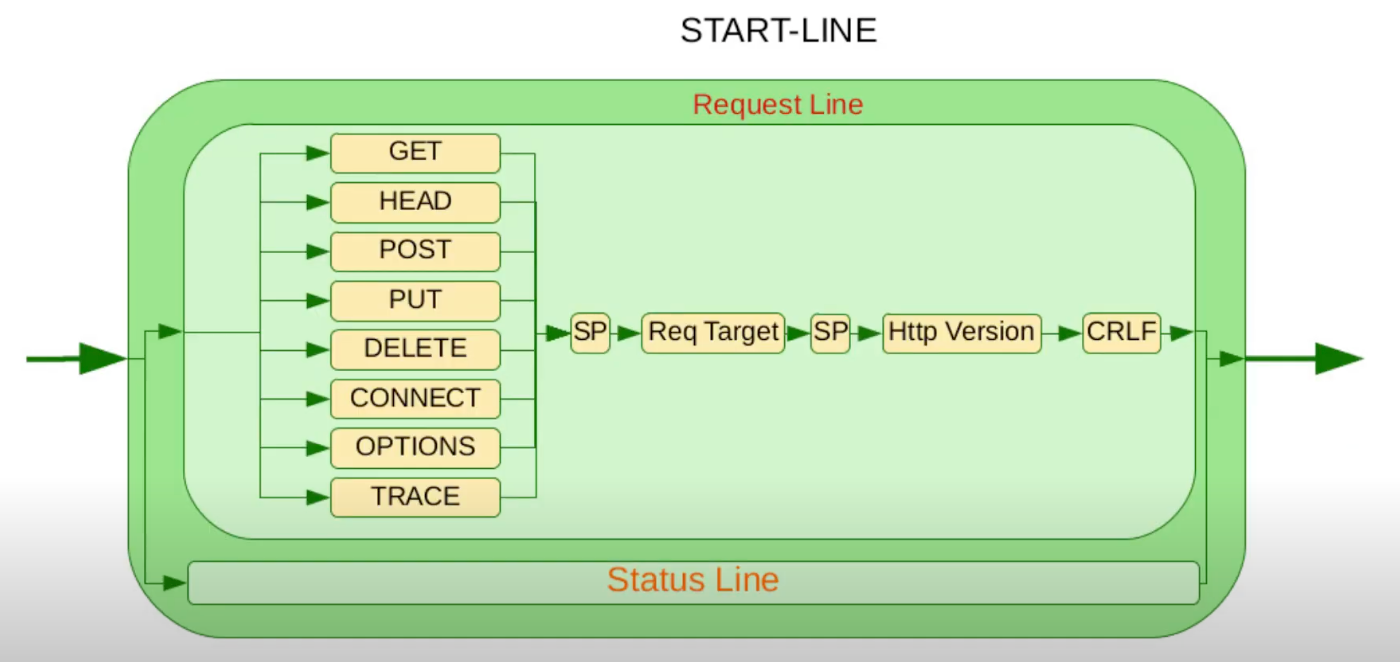 START-LINE
Request Line
GET
HEAD
POST
PUT
DELETE
CONNECT
OPTIONS
TRACE
SP
Req Target
SP
Http Version
CRLF
Status Line